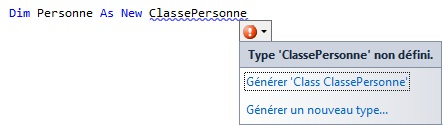 Dim Personne As New ClassePersonne
Type 'ClassePersonne' non défini.
Générer 'Class ClassePersonne'
Générer un nouveau type...